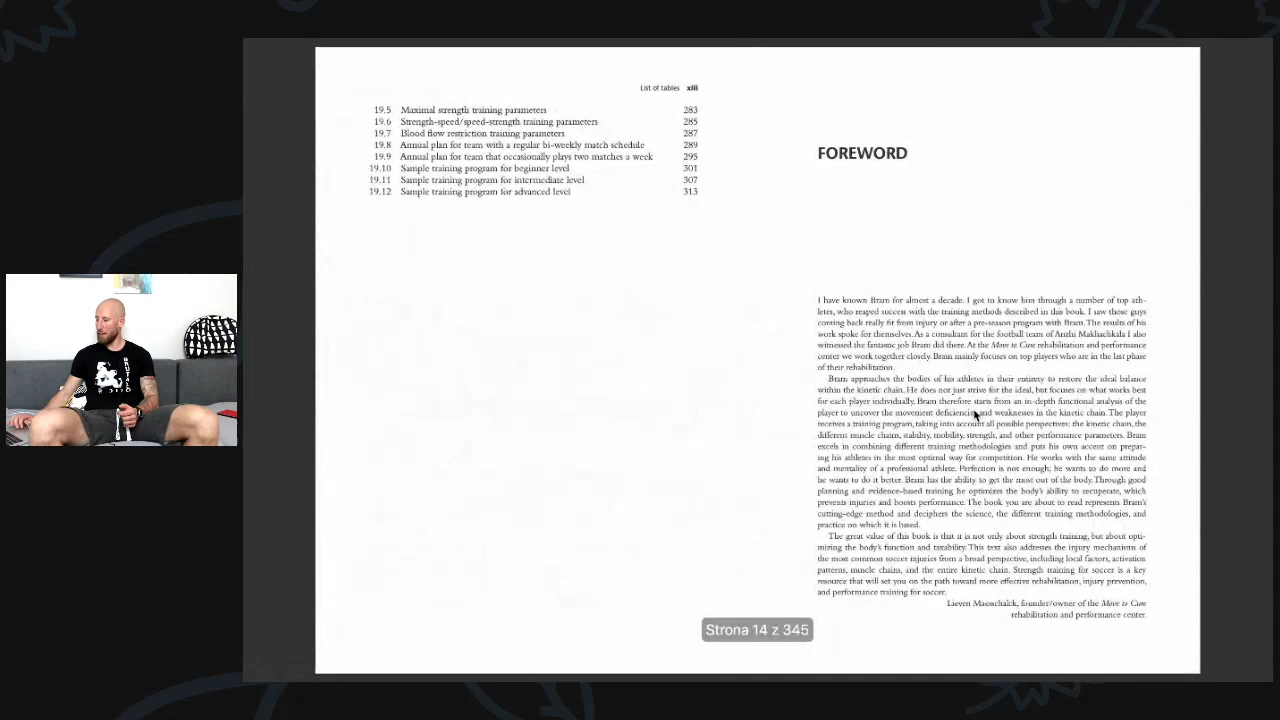 List of tables xiii
19.5 Maximal strength training parameters 283
19.6 Strength-speed/speed-strength training parameters 285
19.7 Blood flow restriction training parameters 287
19.8 Annual plan for team with a regular bi-weekly match schedule 289
19.9 Annual plan for team that occasionally plays two matches a week 295
19.10 Sample training program for beginner level 301
19.11 Sample training program for intermediate level 307
19.12 Sample training program for advanced level 313
FOREWORD
I have known Bram for almost a decade. I got to know him through a number of top ath-
letes, who reaped success with the training methods described in this book. I saw those guys
coming back really fit from injury or after a pre-season program with Bram. The results of his
work spoke for themselves. As a consultant for the football team of Anzhi Makhachkala I also
witnessed the fantastic job Bram did there. At the Move to Cure rehabilitation and performance
center we work together closely. Bram mainly focuses on top players who are in the last phase
of their rehabilitation.
Bram approaches the bodies of his athletes in their entirety to restore the ideal balance
within the kinetic chain. He does not just strive for the ideal, but focuses on what works best
for each player individually. Bram therefore starts from an in-depth functional analysis of the
player to uncover the movement deficiencies and weaknesses in the kinetic chain. The player
receives a training program, taking into account all possible perspectives: the kinetic chain, the
different muscle chains, stability, mobility, strength, and other performance parameters. Bram
excels in combining different training methodologies and puts his own accent on prepar-
ing his athletes in the most optimal way for competition. He works with the same attitude
and mentality of a professional athlete. Perfection is not enough; he wants to do more and
he wants to do it better. Bram has the ability to get the most out of the body. Through good
planning and evidence-based training he optimizes the body's ability to recuperate, which
prevents injuries and boosts performance. The book you are about to read represents Bram's
cutting-edge method and deciphers the science, the different training methodologies, and
practice on which it is based.
The great value of this book is that it is not only about strength training, but about opti-
mizing the body's function and taxability. This text also addresses the injury mechanisms of
the most common soccer injuries from a broad perspective, including local factors, activation
patterns, muscle chains, and the entire kinetic chain. Strength training for soccer is a key
resource that will set you on the path toward more effective rehabilitation, injury prevention,
and performance training for soccer.
Lieven Maesschalck, founder/owner of the Move to Cure
rehabilitation and performance center.
Strona 14 z 345